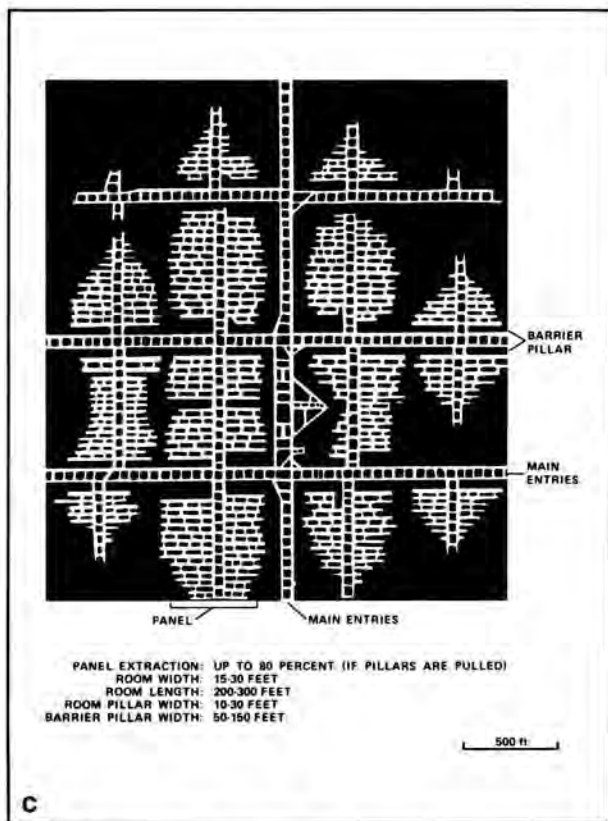 BARRIER
PILLAR
MAIN
ENTRIES
PANEL
MAIN ENTRIES
PANEL EXTRACTION: UP TO 80 PERCENT (IF PILLARS ARE PULLED)
ROOM WIDTH: 15-30 FEET
ROOM LENGTH: 200-300 FEET
ROOM PILLAR WIDTH: 10-30 FEET
BARRIER PILLAR WIDTH: 50-150 FEET
500 ft
C